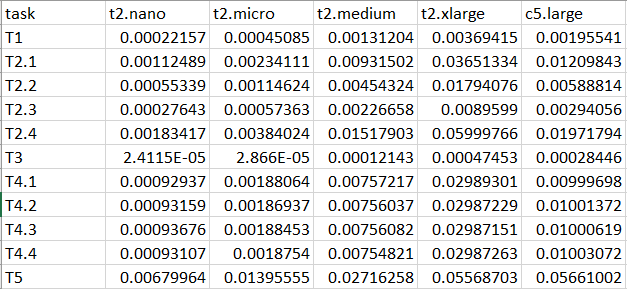 task t2.nano t2.micro t2.medium t2.xlarge c5.large
T1 0.00022157 0.00045085 0.00131204 0.00369415 0.00195541
T2.1 0.00112489 0.00234111 0.00931502 0.03651334 0.01209843
T2.2 0.00055339 0.00114624 0.00454324 0.01794076 0.00588814
T2.3 0.00027643 0.00057363 0.00226658 0.0089599 0.00294056
T2.4 0.00183417 0.00384024 0.01517903 0.05999766 0.01971794
T3 2.4115E-05 2.866E-05 0.00012143 0.00047453 0.00028446
T4.1 0.00092937 0.00188064 0.00757217 0.02989301 0.00999698
T4.2 0.00093159 0.00186937 0.00756037 0.02987229 0.01001372
T4.3 0.00093676 0.00188453 0.00756082 0.02987151 0.01000619
T4.4 0.00093107 0.0018754 0.00754821 0.02987263 0.01003072
T5 0.00679964 0.01395555 0.02716258 0.05568703 0.05661002